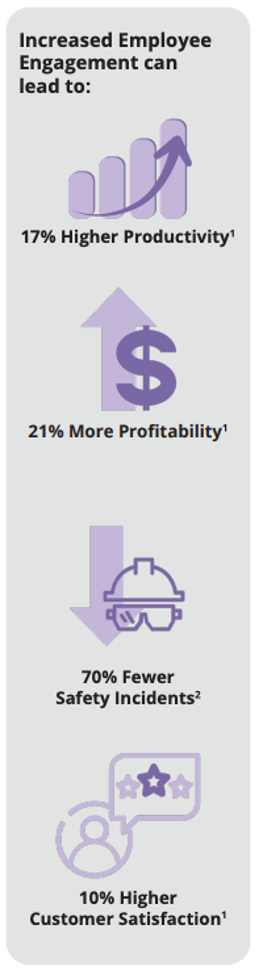 Increased Employee
Engagement can
lead to:
17% Higher Productivity¹
$
21% More Profitability¹
70% Fewer
Safety Incidents²
10% Higher
Customer Satisfaction¹